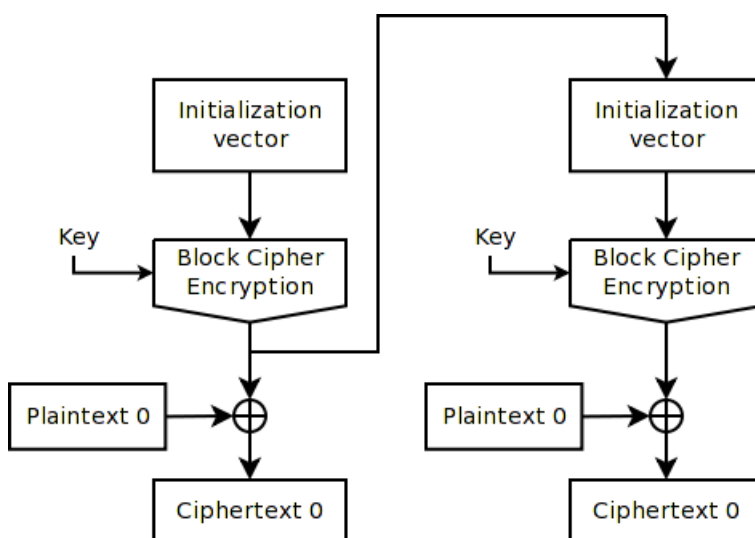 Initialization
vector
Key
Block Cipher
Encryption
Plaintext 0
Ciphertext 0
Initialization
vector
Key
Block Cipher
Encryption
Plaintext 0
Ciphertext 0